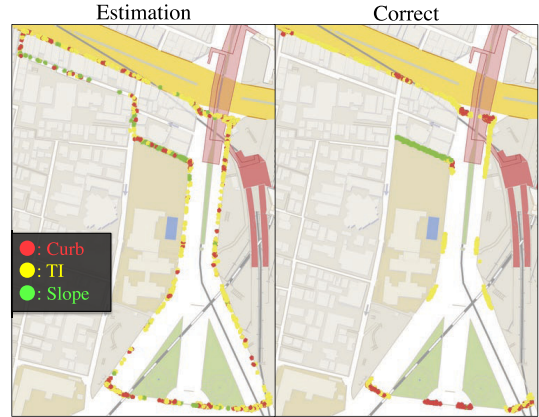 Estimation
Correct
: Curb
: TI
: Slope